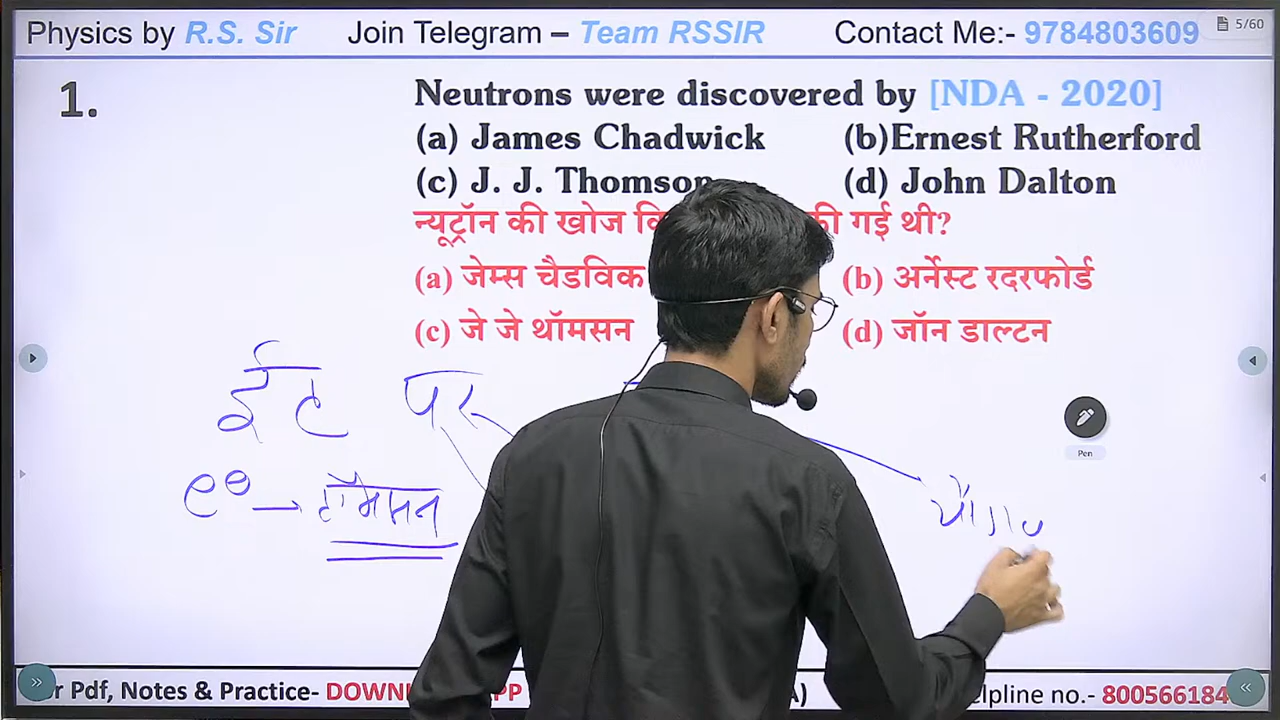 Physics by R.S. Sir Join Telegram – Team RSSIR Contact Me:- 9784803609 5/60
1. Neutrons were discovered by [NDA - 2020]
(a) James Chadwick (b)Ernest Rutherford
(c) J. J. Thomson (d) John Dalton
न्यूट्रॉन की खोज की गई थी?
(a) जेम्स चैडविक (b) अर्नेस्ट रदरफोर्ड
(c) जे जे थॉमसन (d) जॉन डाल्टन
ईट पर
Pen
e⊖ → टॉमसन
r Pdf, Notes & Practice- DOWN PP A) elpline no.- 800566184